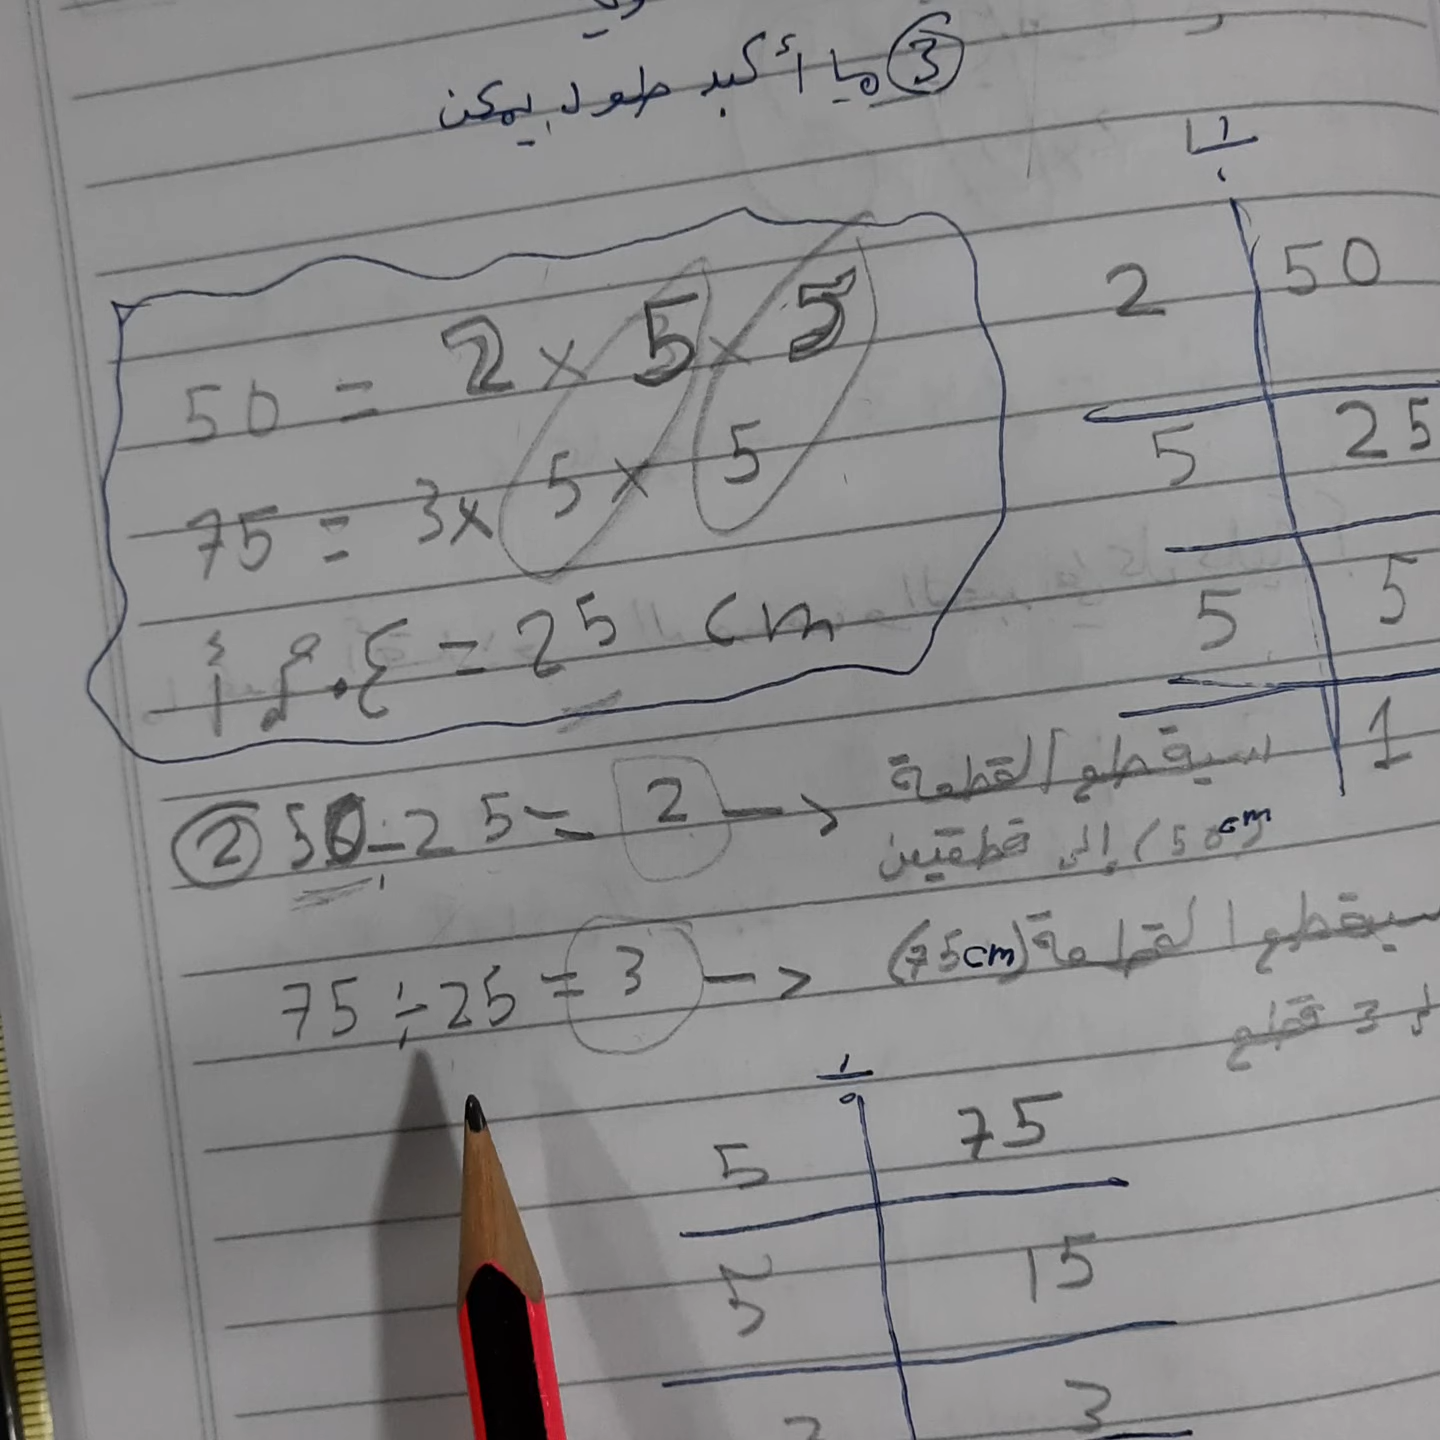 ③ ما أكبر طول يمكن
50 = 2 × 5 × 5
75 = 3 × 5 × 5
ع.م.أ = 25 cm
÷
2 | 50
5 | 25
5 | 5
1
② 50 ÷ 25 = 2 → سيقطع القطعة
(50cm) إلى قطعتين
75 ÷ 25 = 3 → سيقطع القطعة (75cm)
3 قطع
÷
5 | 75
5 | 15
3 | 3